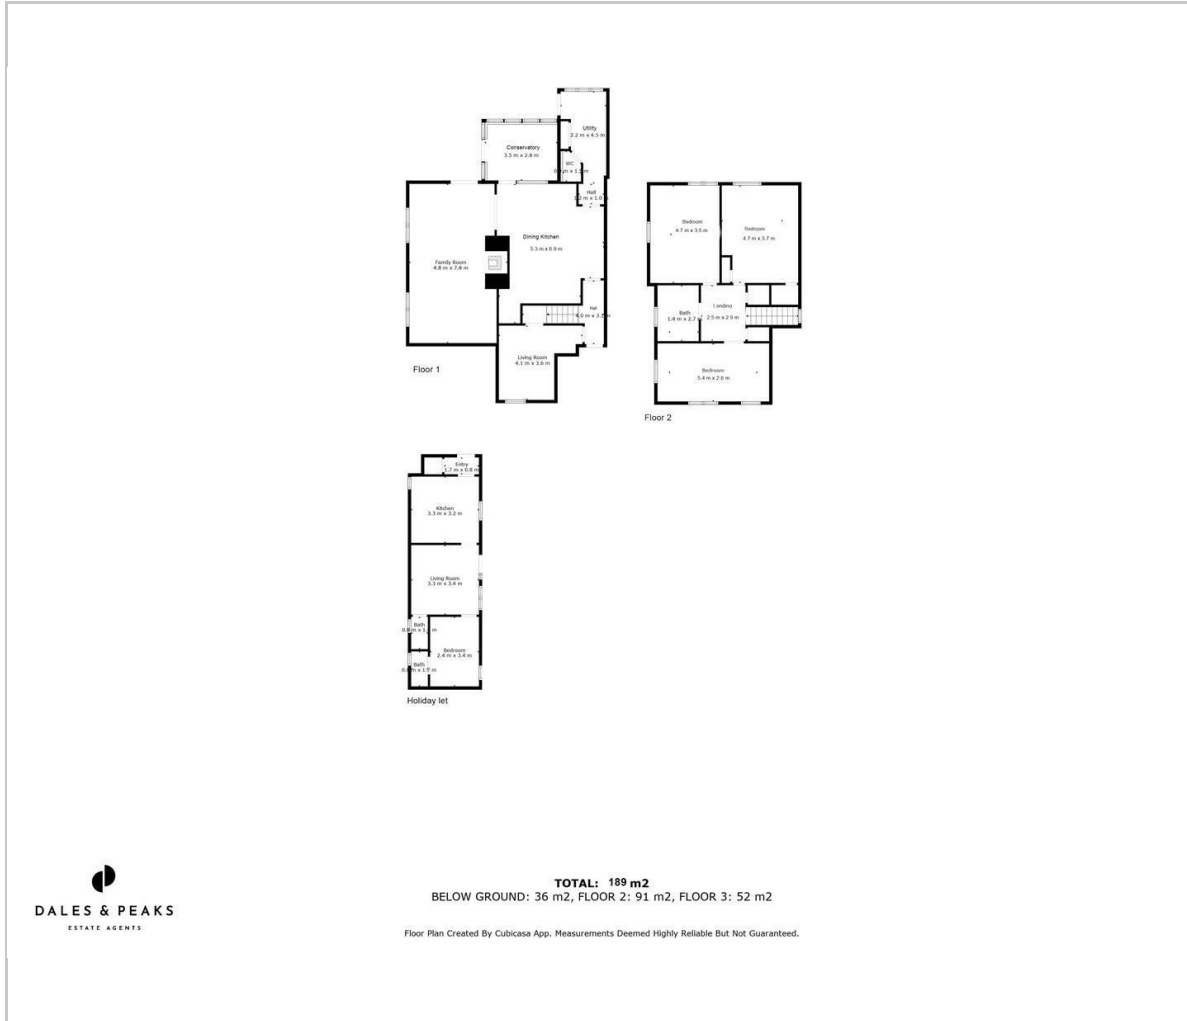 Utility
2.2 m x 4.5 m
Conservatory
3.5 m x 2.8 m
WC
Hall
Dining Kitchen
5.3 m x 6.9 m
Family Room
4.8 m x 7.8 m
Living Room
4.1 m x 3.6 m
Floor 1
Bedroom
4.7 m x 3.5 m
Bedroom
4.7 m x 3.7 m
Bath
1.4 m x 2.7
Landing
2.5 m x 2.9 m
Bedroom
5.4 m x 2.6 m
Floor 2
Entry
1.7 m x 0.8 m
Kitchen
3.3 m x 3.2 m
Living Room
3.3 m x 3.4 m
Bath
Bedroom
2.4 m x 3.4 m
Bath
Holiday let
DALES & PEAKS
ESTATE AGENTS
TOTAL: 189 m2
BELOW GROUND: 36 m2, FLOOR 2: 91 m2, FLOOR 3: 52 m2
Floor Plan Created By Cubicasa App. Measurements Deemed Highly Reliable But Not Guaranteed.